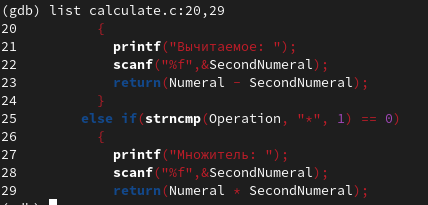 (gdb) list calculate.c:20,29
20 {
21 printf("Вычитаемое: ");
22 scanf("%f",&SecondNumeral);
23 return(Numeral - SecondNumeral);
24 }
25 else if(strncmp(Operation, "*", 1) == 0)
26 {
27 printf("Множитель: ");
28 scanf("%f",&SecondNumeral);
29 return(Numeral * SecondNumeral);
(gdb)